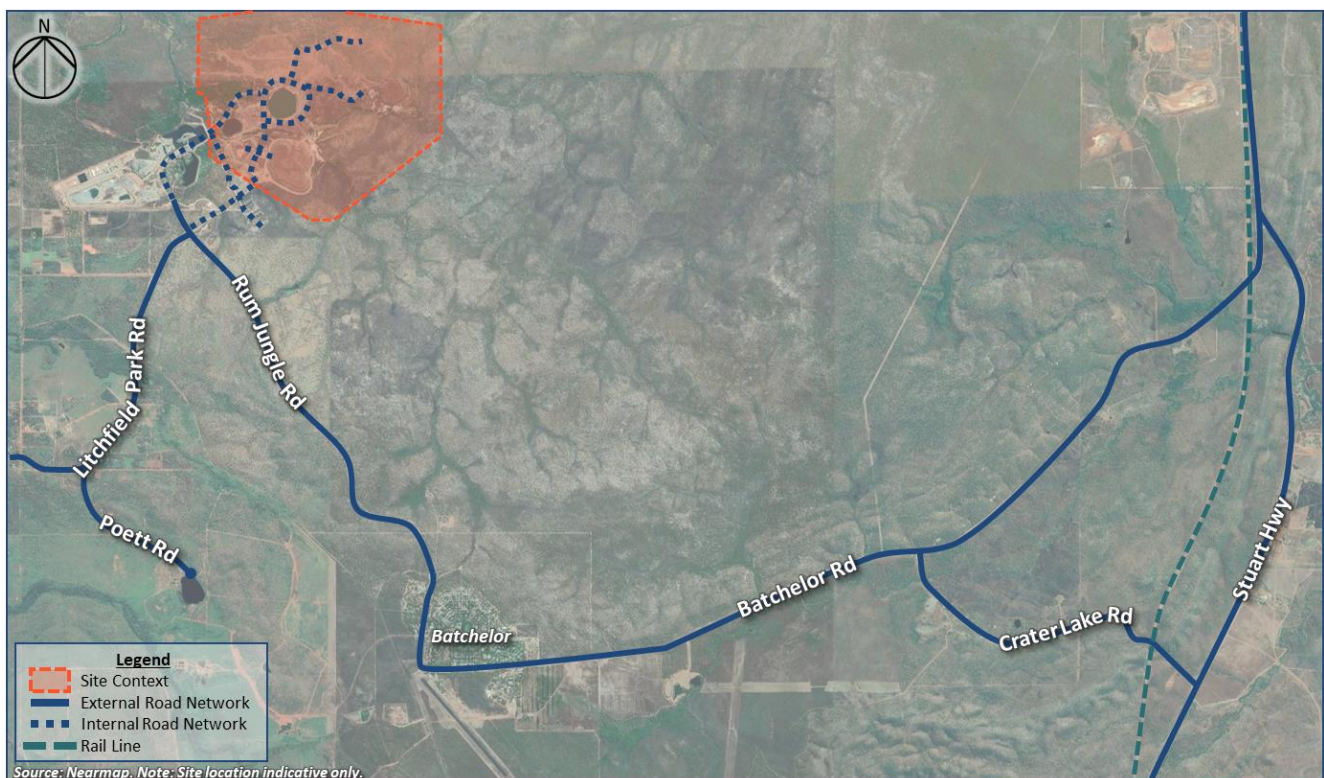 N
Rum Jungle Rd
Litchfield Park Rd
Poett Rd
Batchelor
Batchelor Rd
Crater Lake Rd
Stuart Hwy
Legend
Site Context
External Road Network
Internal Road Network
Rail Line
Source: Nearmap. Note: Site location indicative only.